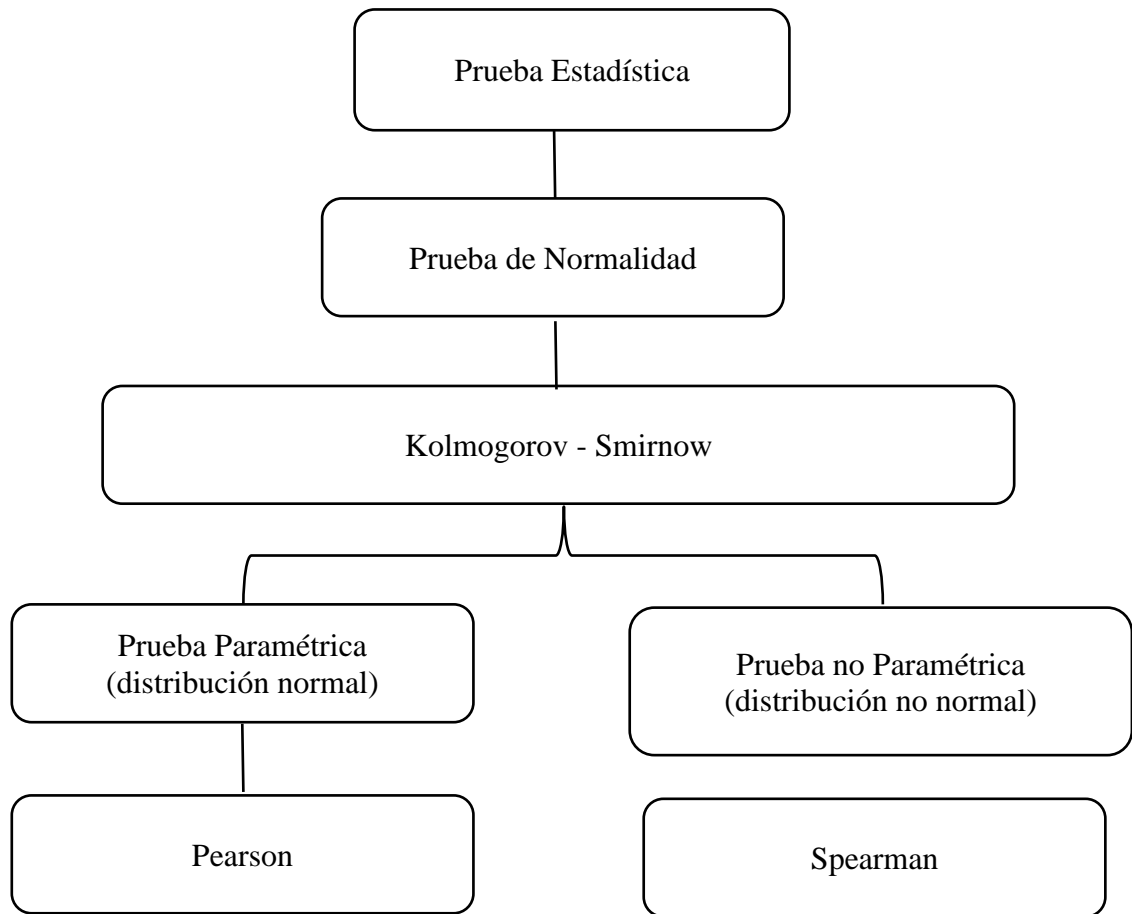 Prueba Estadística
Prueba de Normalidad
Kolmogorov - Smirnow
Prueba Paramétrica
(distribución normal)
Prueba no Paramétrica
(distribución no normal)
Pearson
Spearman